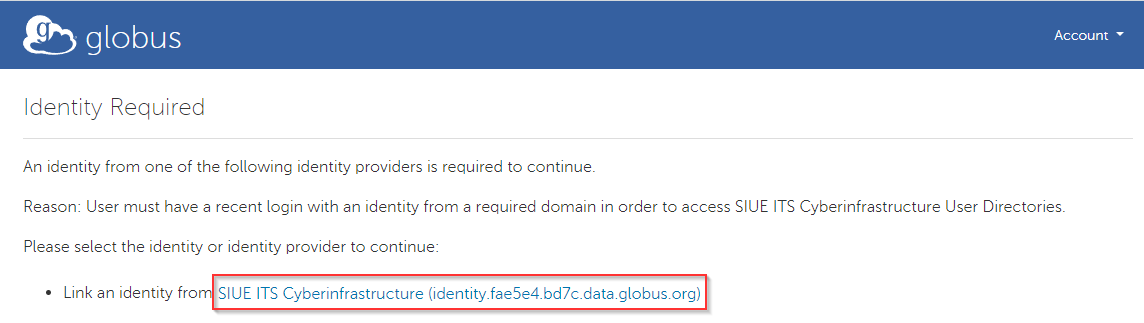 globus
Account
Identity Required
An identity from one of the following identity providers is required to continue.
Reason: User must have a recent login with an identity from a required domain in order to access SIUE ITS Cyberinfrastructure User Directories.
Please select the identity or identity provider to continue:
• Link an identity from SIUE ITS Cyberinfrastructure (identity.fae5e4.bd7c.data.globus.org)